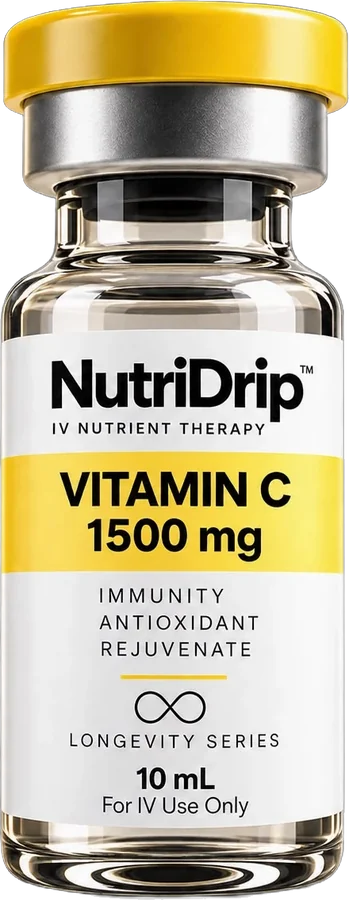 NutriDrip™
IV NUTRIENT THERAPY
VITAMIN C
1500 mg
IMMUNITY
ANTIOXIDANT
REJUVENATE
LONGEVITY SERIES
10 mL
For IV Use Only